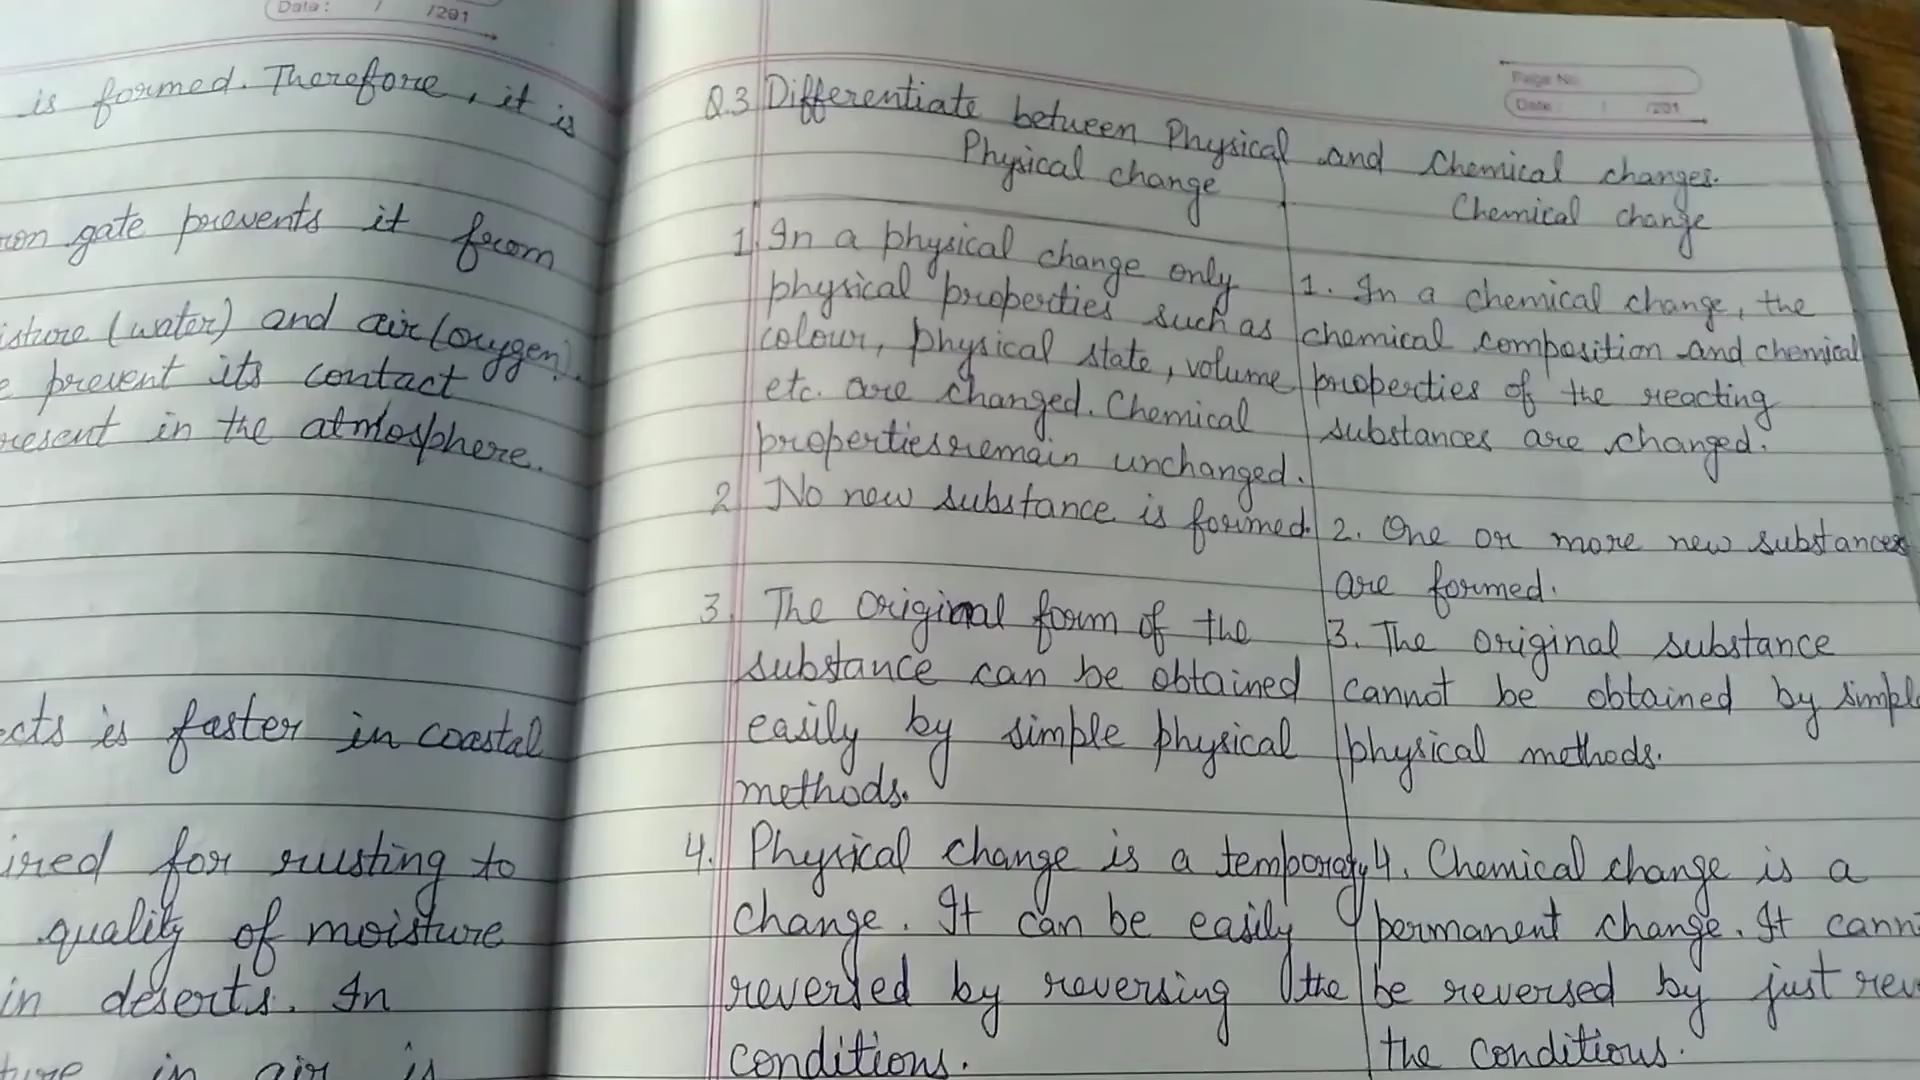 Date: / /201
is formed. Therefore, it is
gate prevents it from
(water) and air (oxygen).
prevent its contact
in the atmosphere.
is faster in coastal
for rusting to
quality of moisture
in deserts. In
in air is
Page No.
Date: / /201
Q.3 Differentiate between Physical and Chemical changes.
Physical change
Chemical change
1. In a physical change only
physical properties such as
colour, physical state, volume
etc. are changed. Chemical
properties remain unchanged.
2 No new substance is formed.
3. The original form of the
substance can be obtained
easily by simple physical
methods.
4. Physical change is a temporary
change. It can be easily
reversed by reversing the
conditions.
1. In a chemical change, the
chemical composition and chemical
properties of the reacting
substances are changed.
2. One or more new substances
are formed.
3. The original substance
cannot be obtained by simple
physical methods.
4. Chemical change is a
permanent change. It
be reversed by just
the conditions.